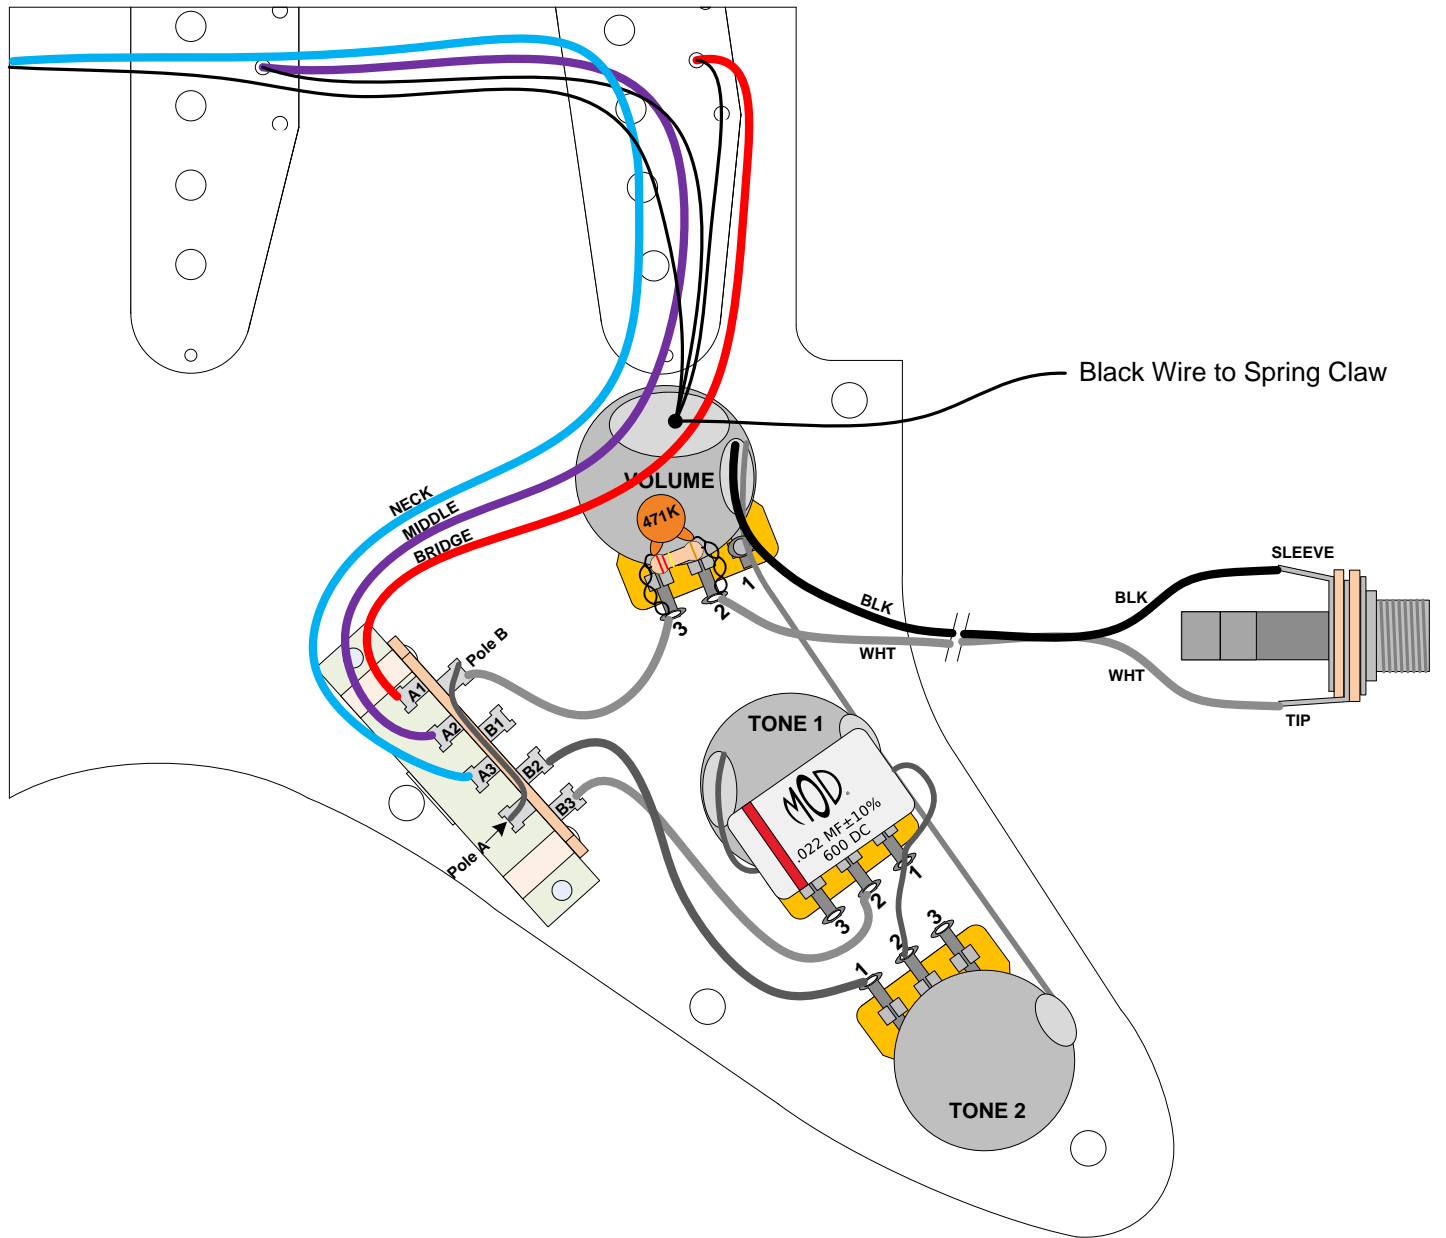 Black Wire to Spring Claw
VOLUME
471K
NECK
MIDDLE
BRIDGE
1
2
3
BLK
WHT
SLEEVE
BLK
WHT
TIP
Pole B
A1
A2
B1
A3
B2
B3
Pole A
TONE 1
MOD.
.022 MF±10%
600 DC
1
2
3
3
2
1
TONE 2